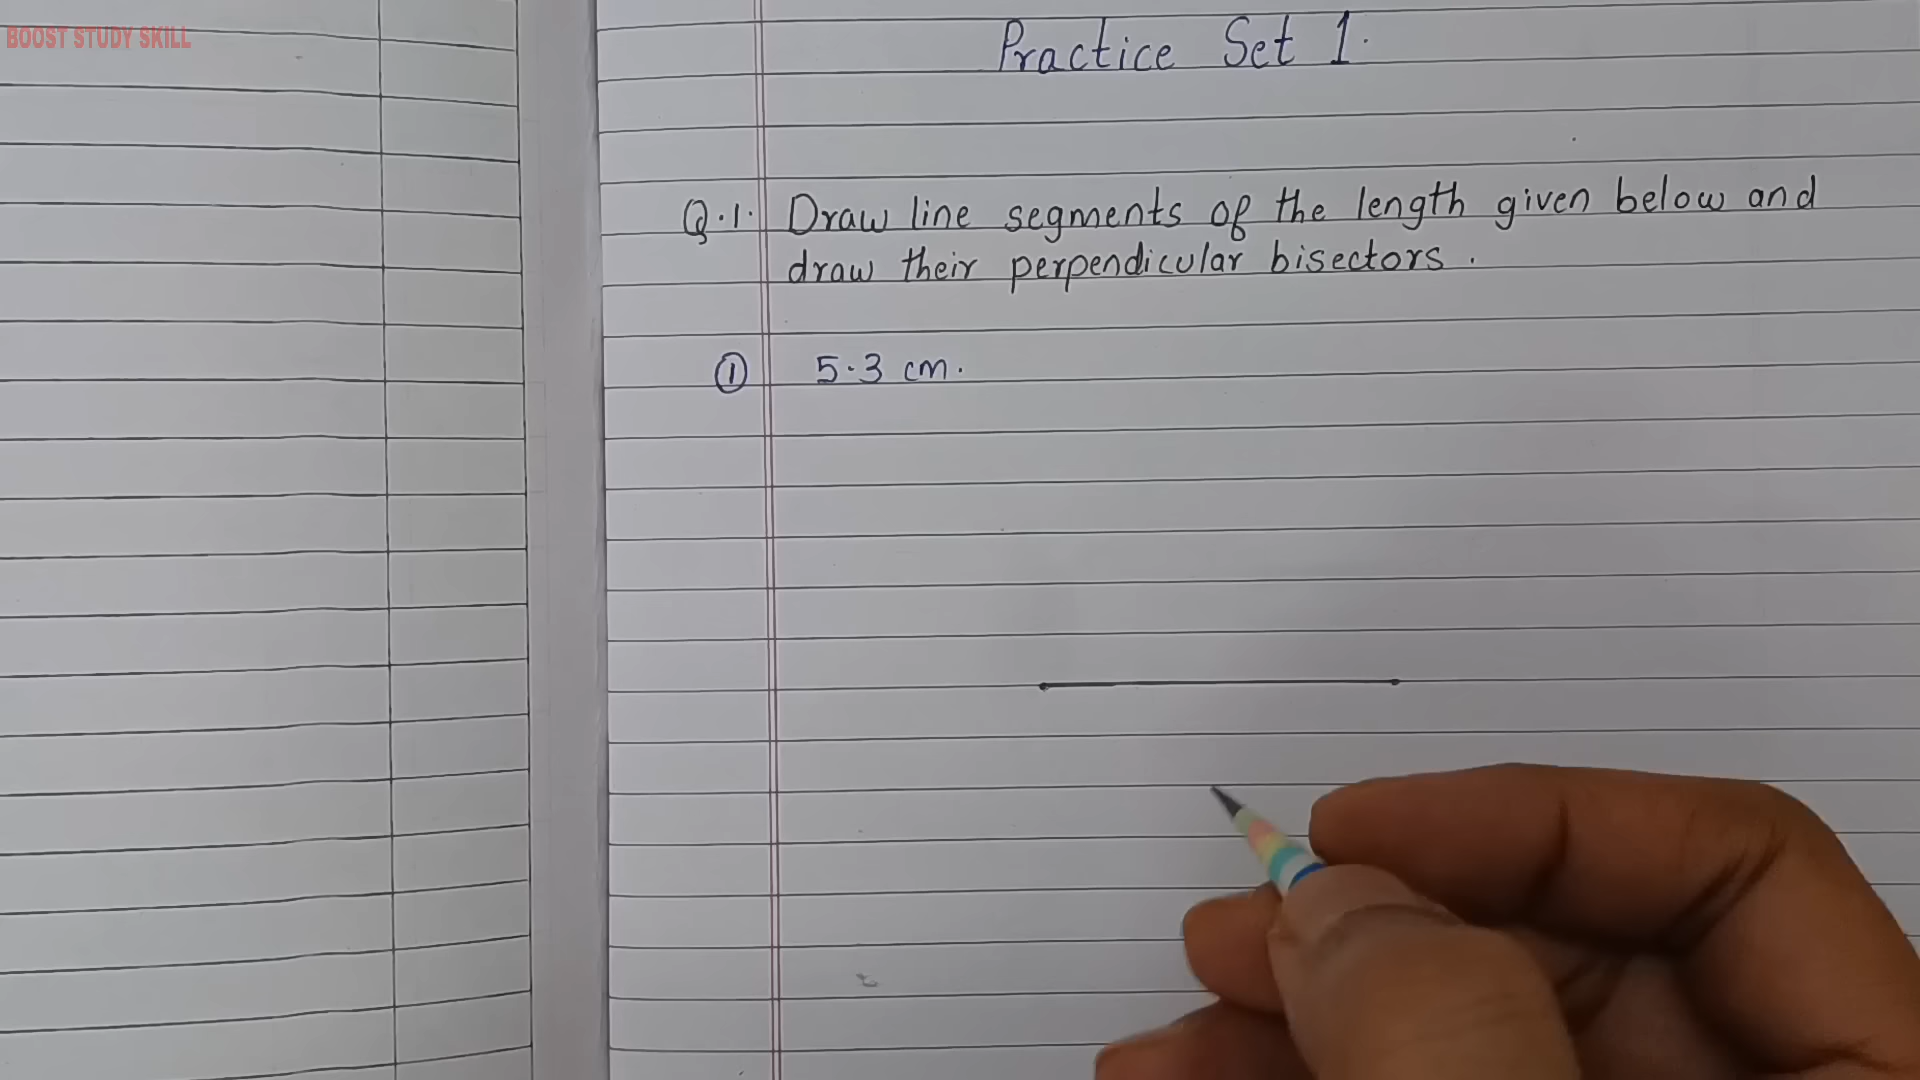 BOOST STUDY SKILL
Practice Set 1.
Q.1. Draw line segments of the length given below and
draw their perpendicular bisectors.
① 5.3 cm.